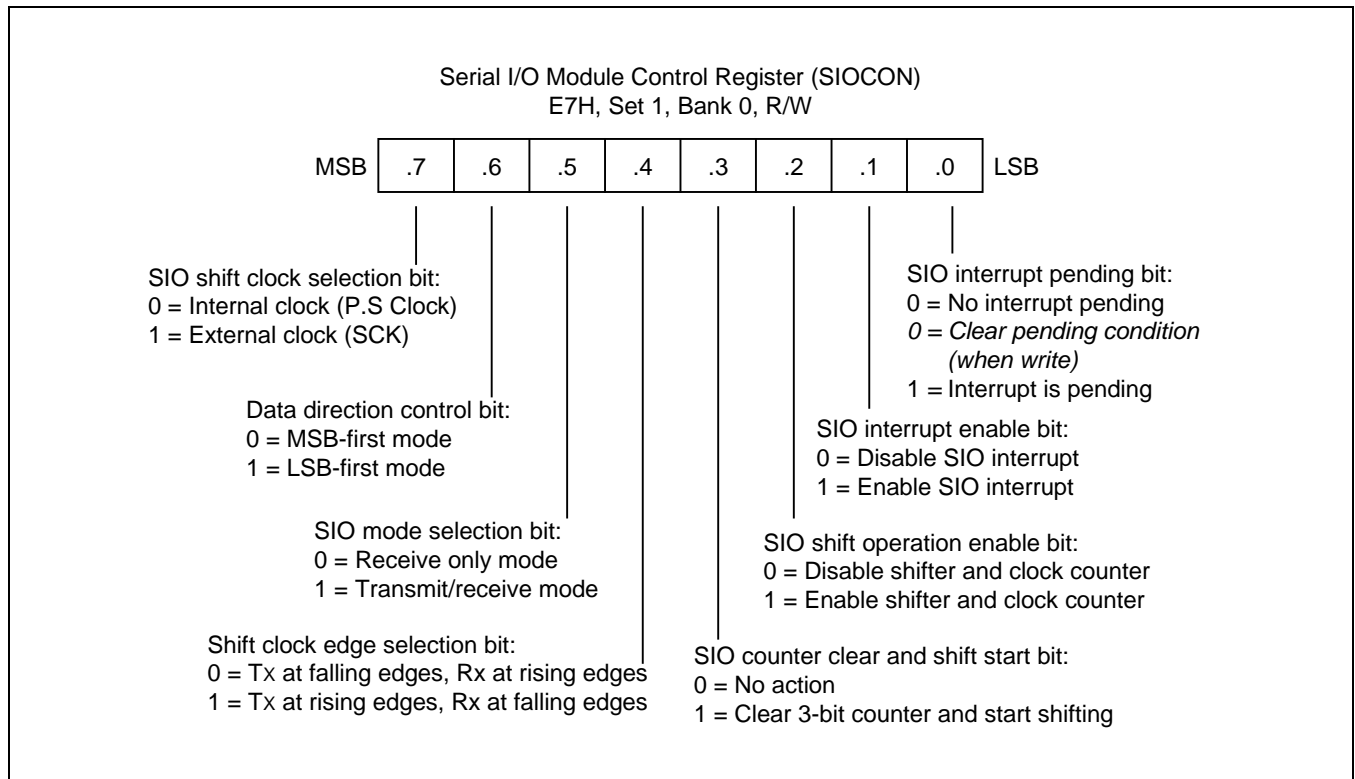 Serial I/O Module Control Register (SIOCON)
E7H, Set 1, Bank 0, R/W
MSB .7 .6 .5 .4 .3 .2 .1 .0 LSB
SIO shift clock selection bit:
0 = Internal clock (P.S Clock)
1 = External clock (SCK)
Data direction control bit:
0 = MSB-first mode
1 = LSB-first mode
SIO mode selection bit:
0 = Receive only mode
1 = Transmit/receive mode
Shift clock edge selection bit:
0 = Tx at falling edges, Rx at rising edges
1 = Tx at rising edges, Rx at falling edges
SIO counter clear and shift start bit:
0 = No action
1 = Clear 3-bit counter and start shifting
SIO shift operation enable bit:
0 = Disable shifter and clock counter
1 = Enable shifter and clock counter
SIO interrupt enable bit:
0 = Disable SIO interrupt
1 = Enable SIO interrupt
SIO interrupt pending bit:
0 = No interrupt pending
0 = Clear pending condition
(when write)
1 = Interrupt is pending